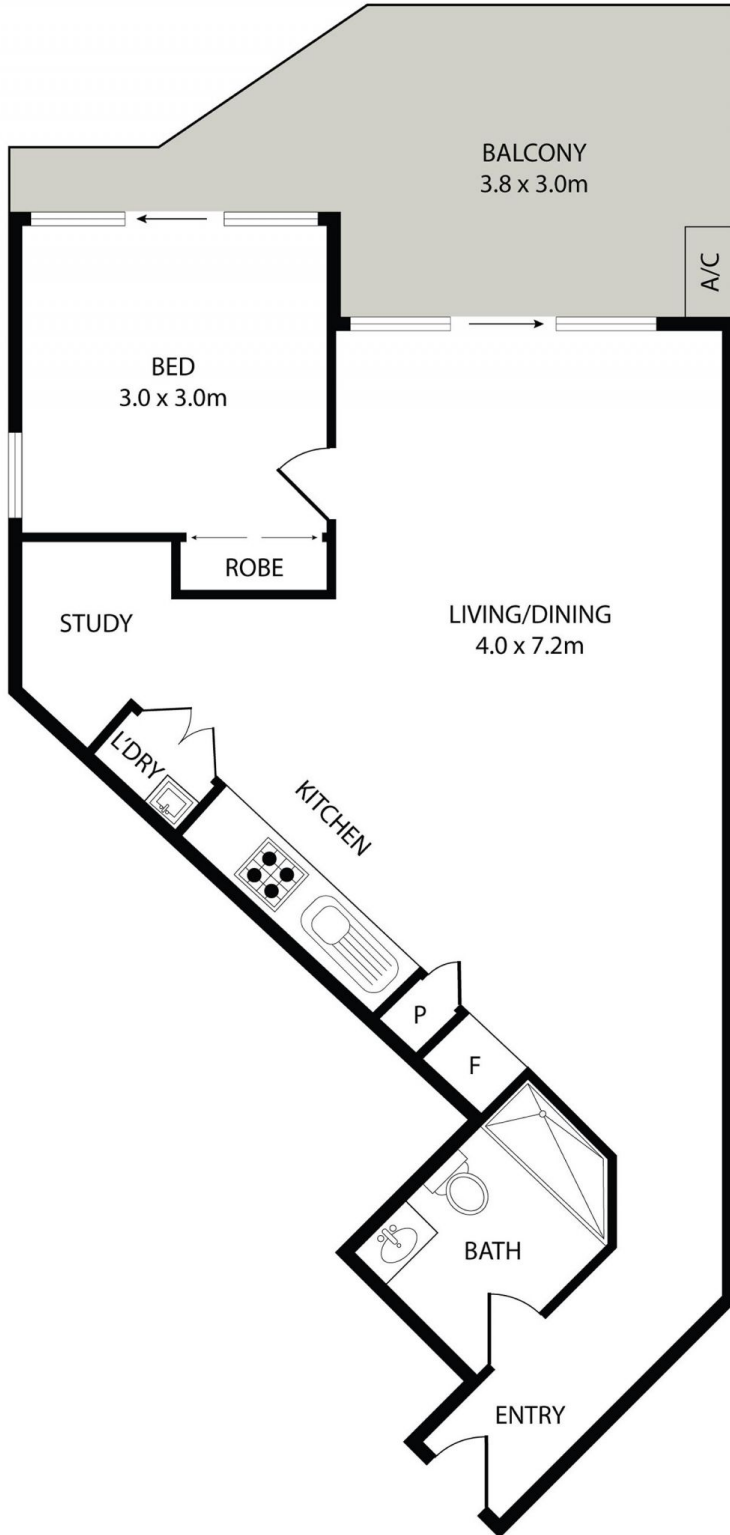 BALCONY
3.8 x 3.0m
A/C
BED
3.0 x 3.0m
ROBE
STUDY
LIVING/DINING
4.0 x 7.2m
L'DRY
KITCHEN
P
F
BATH
ENTRY